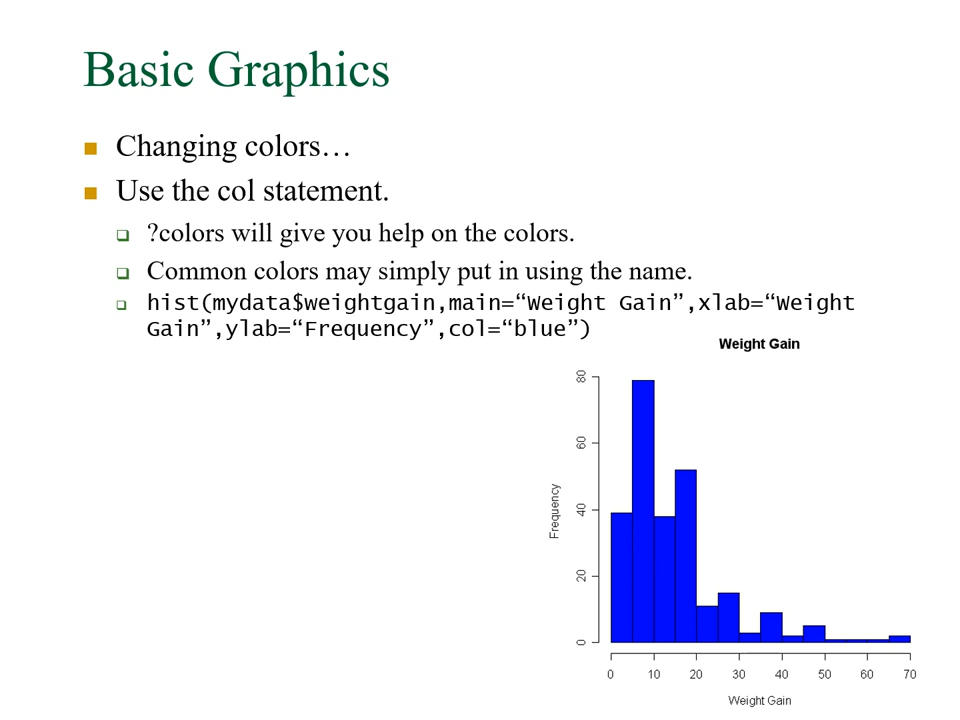 Basic Graphics
Changing colors…
Use the col statement.
?colors will give you help on the colors.
Common colors may simply put in using the name.
hist(mydata$weightgain,main=“Weight Gain”,xlab=“Weight
Gain”,ylab=“Frequency”,col=“blue”)
Weight Gain
80
60
40
20
0
Frequency
0 10 20 30 40 50 60 70
Weight Gain